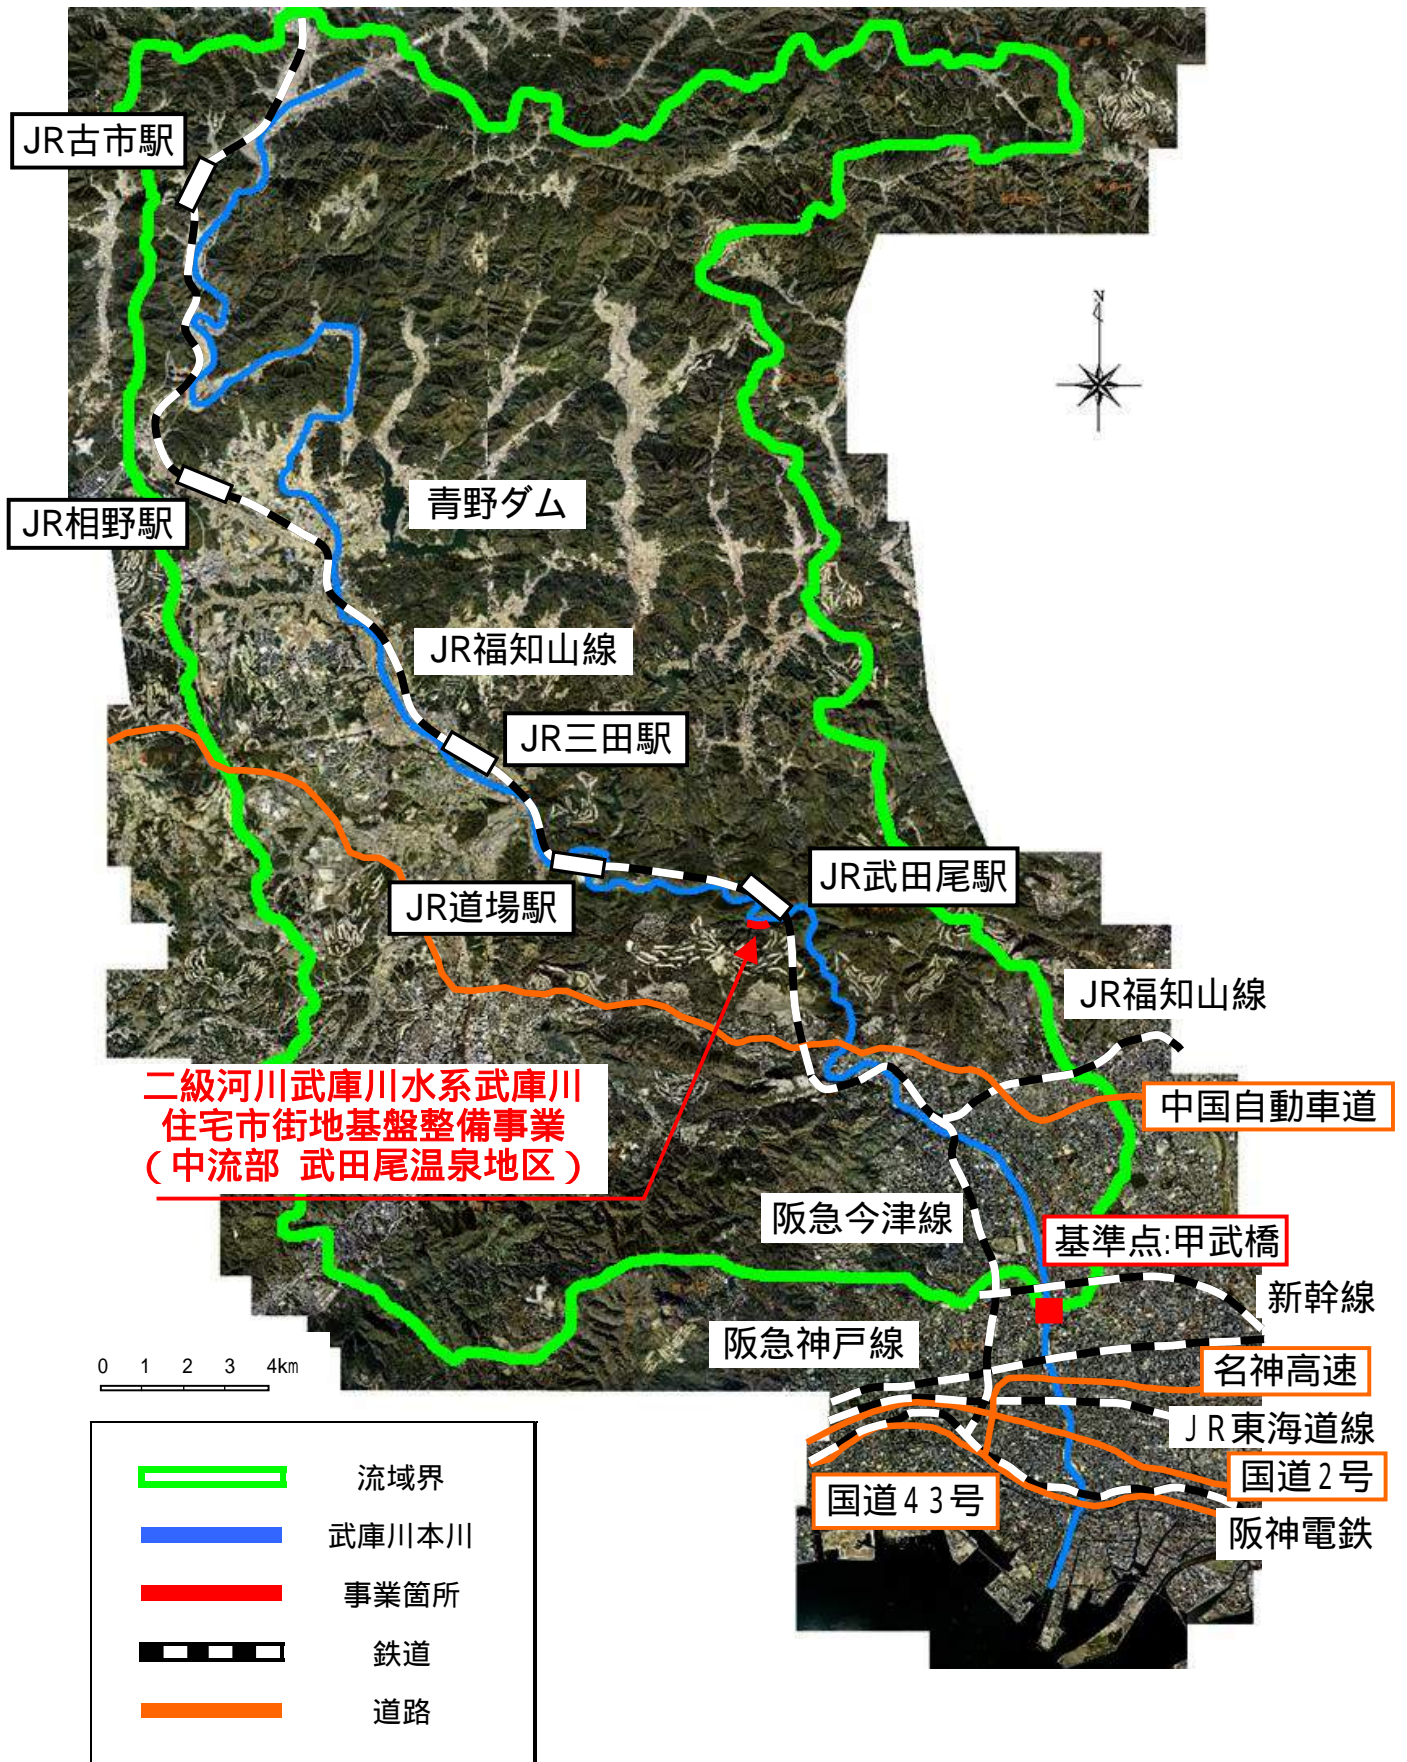 JR古市駅
N
JR相野駅
青野ダム
JR福知山線
JR三田駅
JR武田尾駅
JR道場駅
JR福知山線
二級河川武庫川水系武庫川
住宅市街地基盤整備事業
(中流部 武田尾温泉地区)
中国自動車道
阪急今津線
基準点:甲武橋
新幹線
阪急神戸線
名神高速
JR東海道線
国道2号
国道43号
阪神電鉄
0 1 2 3 4km
流域界
武庫川本川
事業箇所
鉄道
道路